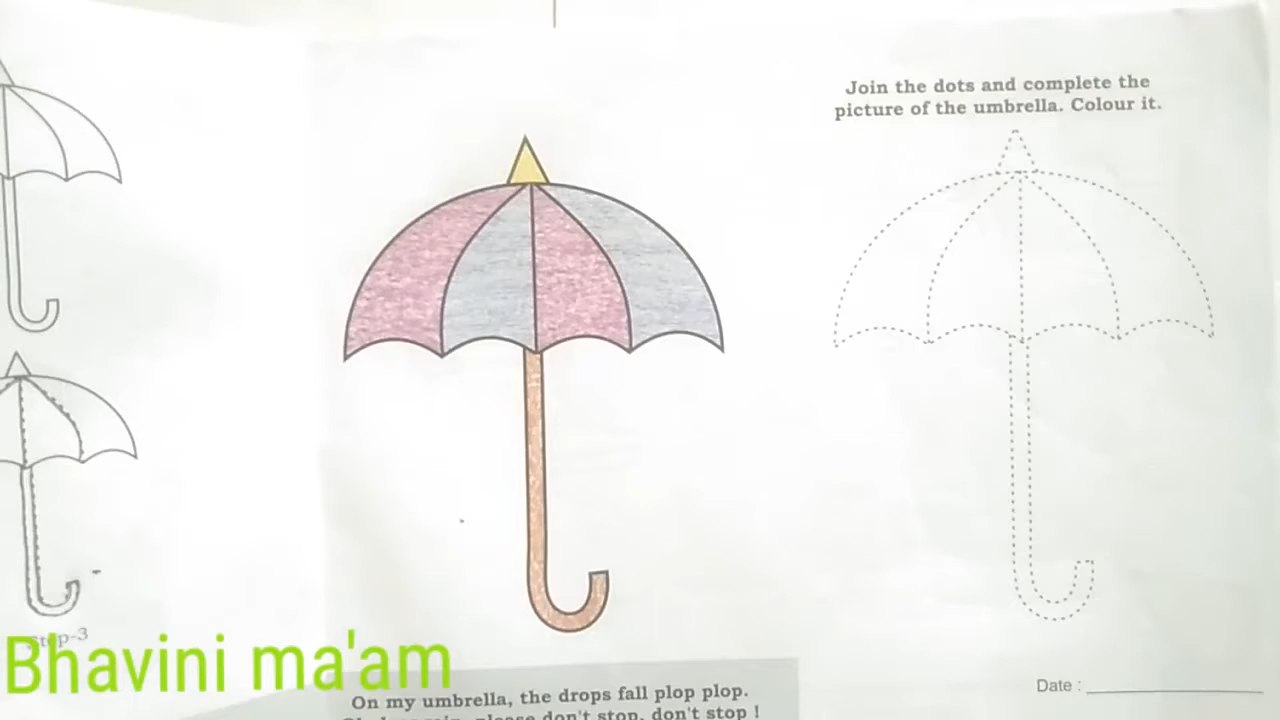 Join the dots and complete the
picture of the umbrella. Colour it.
Step-3
Bhavini ma'am
On my umbrella, the drops fall plop plop.
please don't stop, don't stop !
Date :